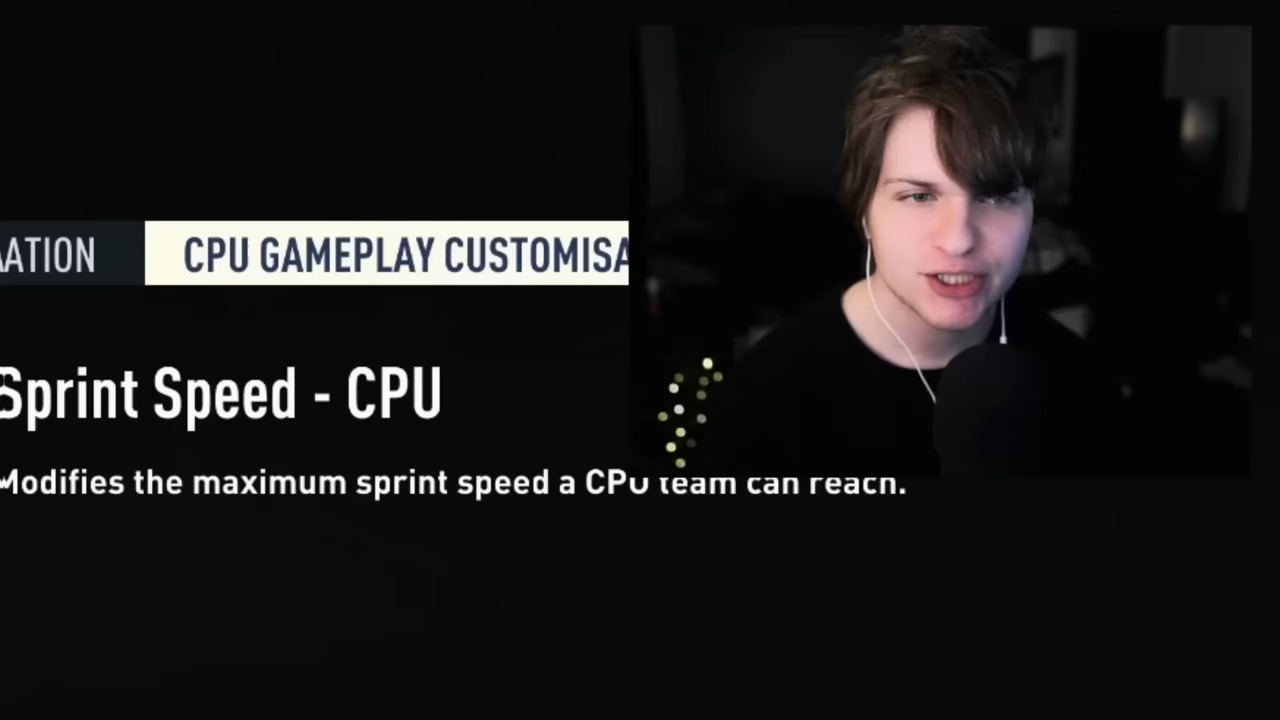 AATION CPU GAMEPLAY CUSTOMISA
Sprint Speed - CPU
Modifies the maximum sprint speed a CPU team can reach.